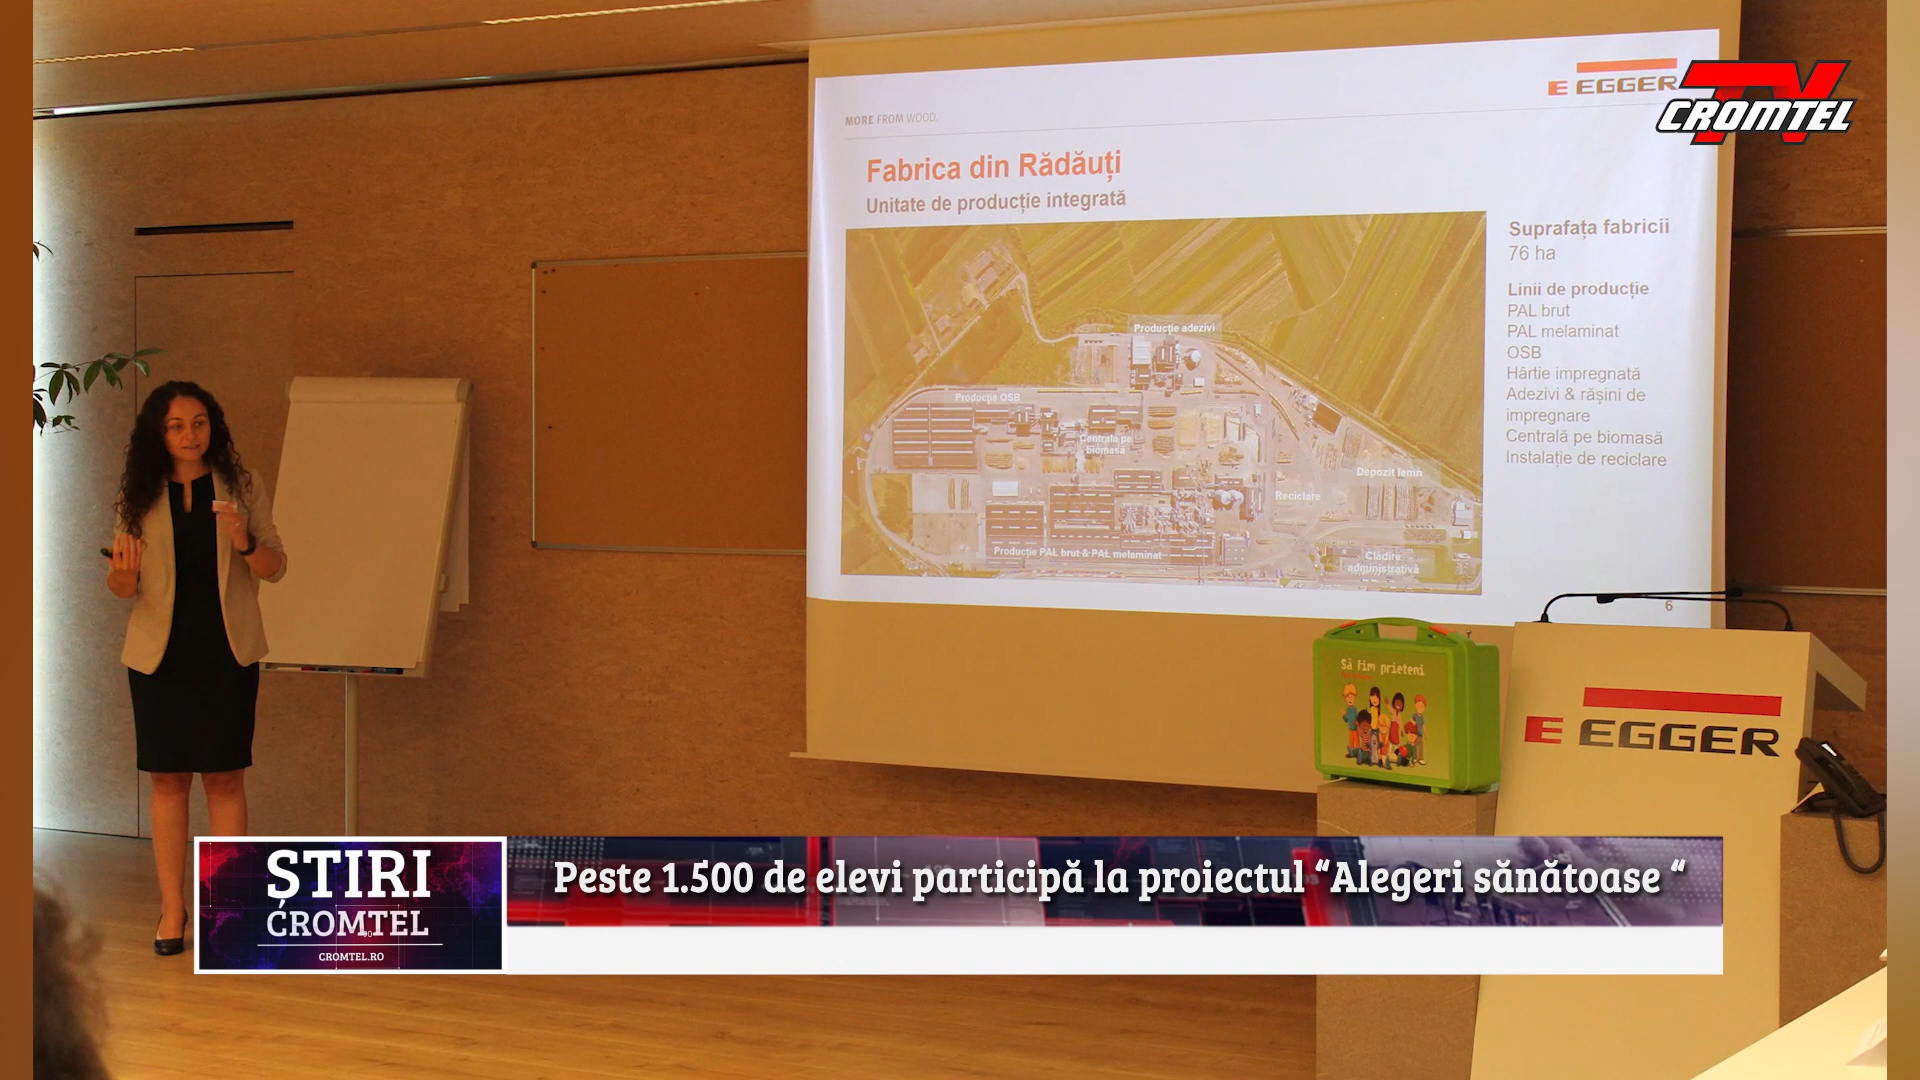 E EGGER
TV
CROMTEL
MORE FROM WOOD.
Fabrica din Rădăuți
Unitate de producție integrată
Suprafața fabricii
76 ha
Linii de producție
PAL brut
PAL melaminat
OSB
Hârtie impregnată
Adezivi & rășini de
impregnare
Centrală pe biomasă
Instalație de reciclare
Producție adezivi
Producție OSB
Centrala pe
biomasă
Depozit lemn
Reciclare
Producție PAL brut & PAL melaminat
Clădire
administrativă
6
Să fim prieteni
E EGGER
ȘTIRI
CROMTEL
CROMTEL.RO
Peste 1.500 de elevi participă la proiectul “Alegeri sănătoase “